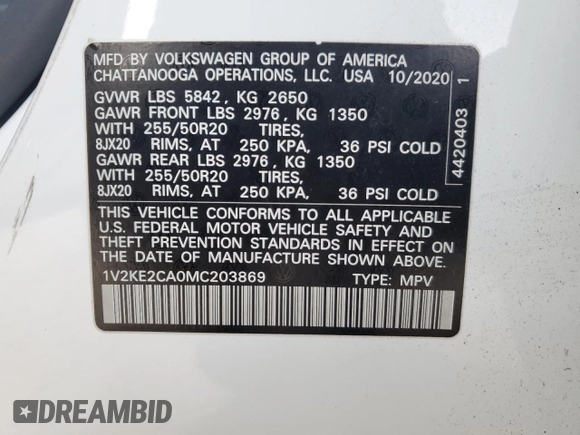 MFD. BY VOLKSWAGEN GROUP OF AMERICA
CHATTANOOGA OPERATIONS, LLC. USA 10/2020
GVWR LBS 5842, KG 2650
GAWR FRONT LBS 2976, KG 1350
WITH 255/50R20 TIRES,
8JX20 RIMS, AT 250 KPA, 36 PSI COLD
GAWR REAR LBS 2976, KG 1350
WITH 255/50R20 TIRES,
8JX20 RIMS, AT 250 KPA, 36 PSI COLD
THIS VEHICLE CONFORMS TO ALL APPLICABLE
U.S. FEDERAL MOTOR VEHICLE SAFETY AND
THEFT PREVENTION STANDARDS IN EFFECT ON
THE DATE OF MANUFACTURE SHOWN ABOVE.
1V2KE2CA0MC203869 TYPE: MPV
4420403 1
DREAMBID